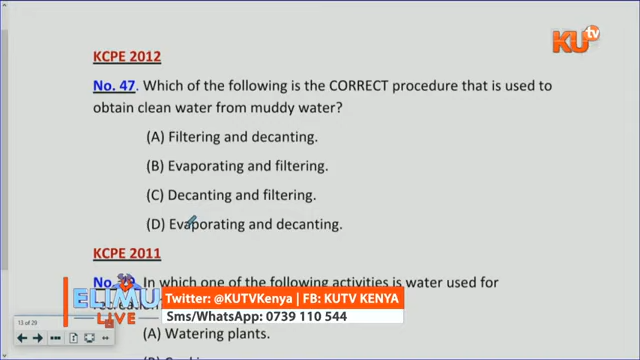 KU tv
KCPE 2012
No. 47. Which of the following is the CORRECT procedure that is used to
obtain clean water from muddy water?
(A) Filtering and decanting.
(B) Evaporating and filtering.
(C) Decanting and filtering.
(D) Evaporating and decanting.
KCPE 2011
In which one of the following activities is water used for
ELIMU
LIVE
Twitter: @KUTVKenya | FB: KUTV KENYA
Sms/WhatsApp: 0739 110 544
13 of 29
(A) Watering plants.